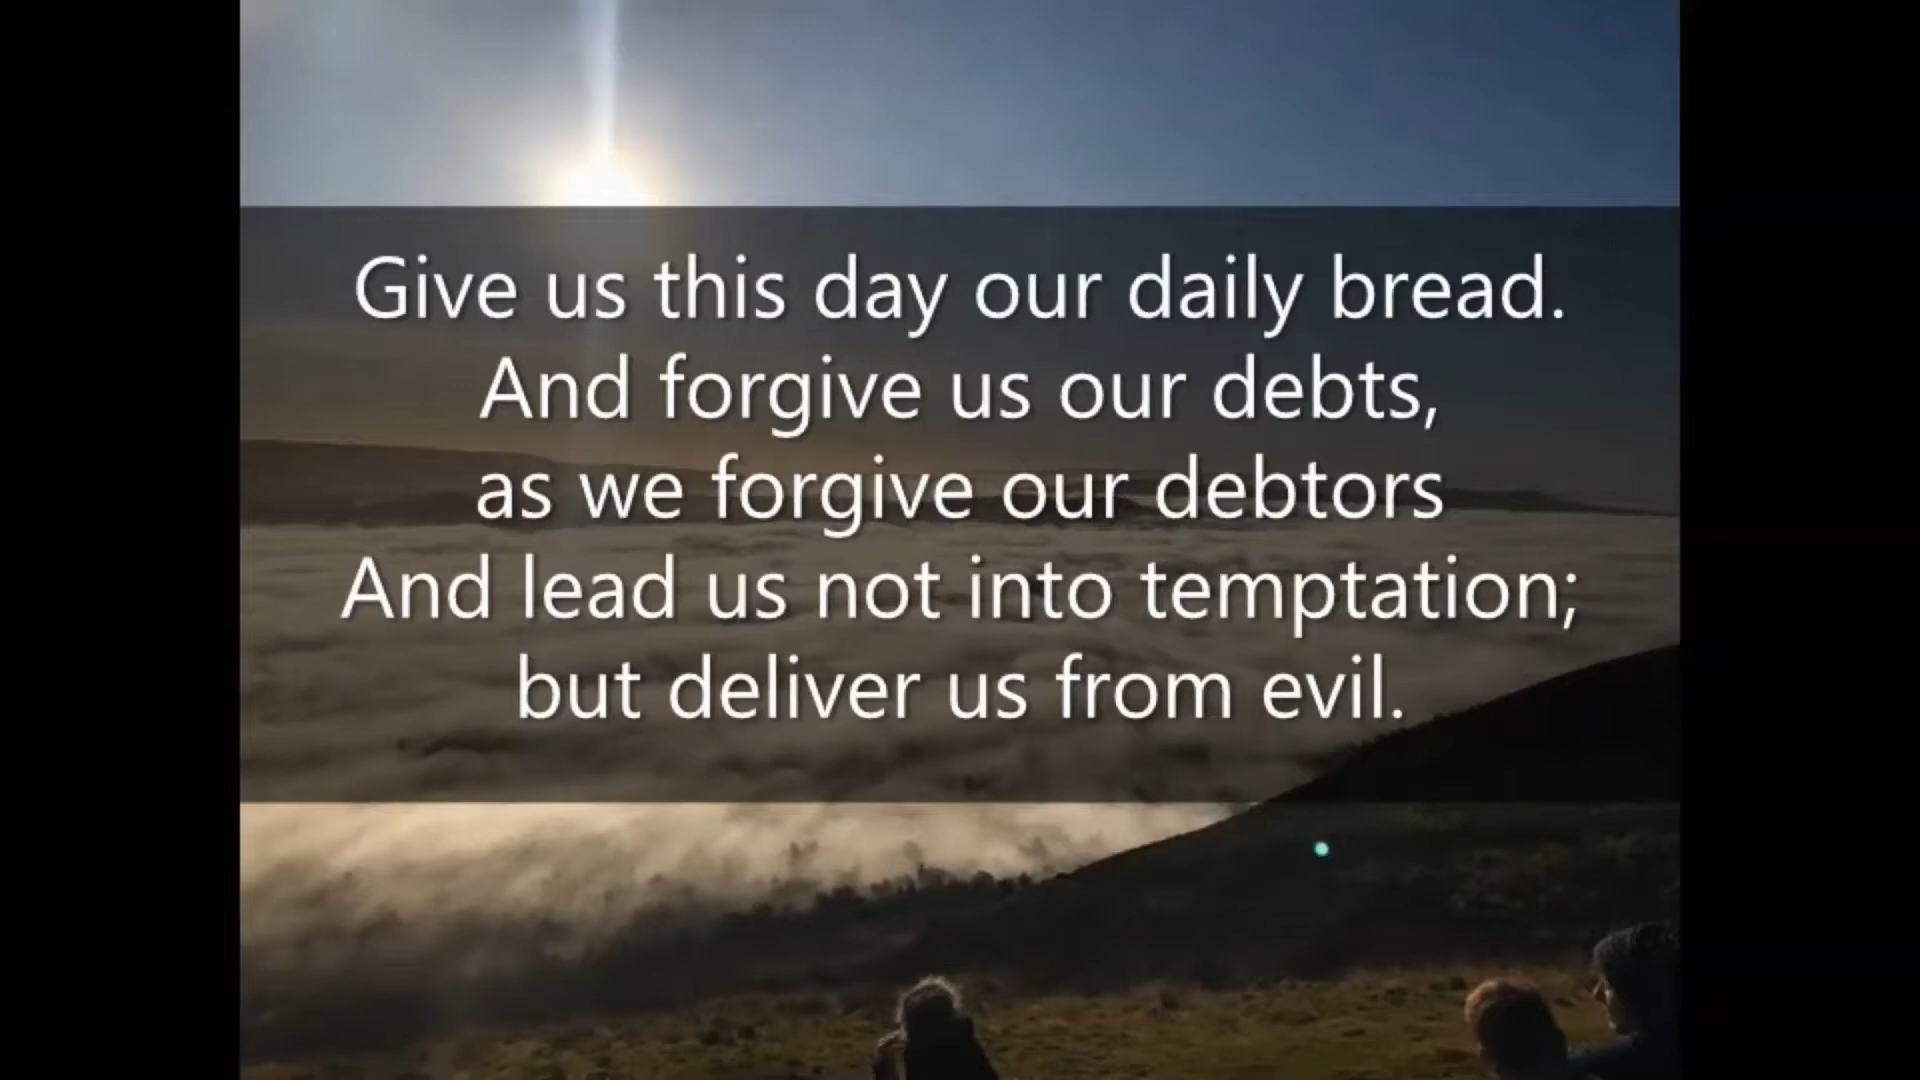 Give us this day our daily bread.
And forgive us our debts,
as we forgive our debtors
And lead us not into temptation;
but deliver us from evil.